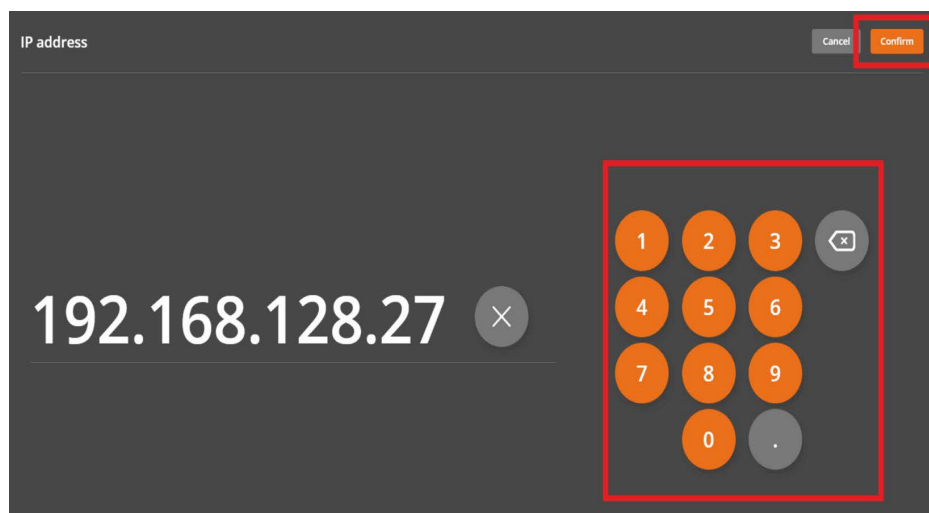 IP address
Cancel Confirm
192.168.128.27
1 2 3
4 5 6
7 8 9
0 .